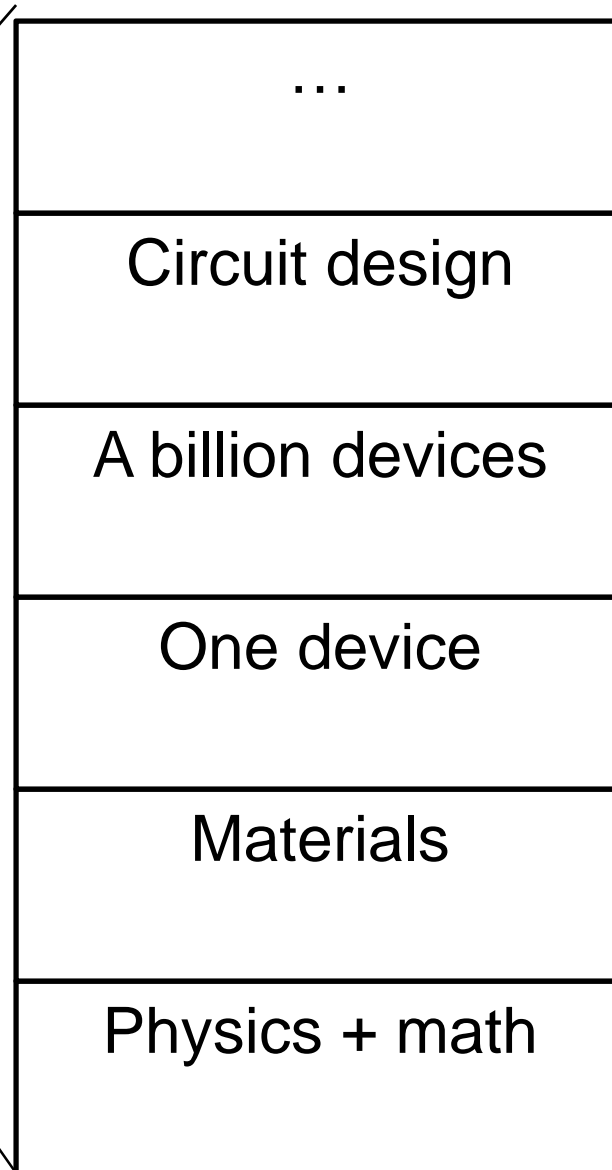 …
Circuit design
A billion devices
One device
Materials
Physics + math